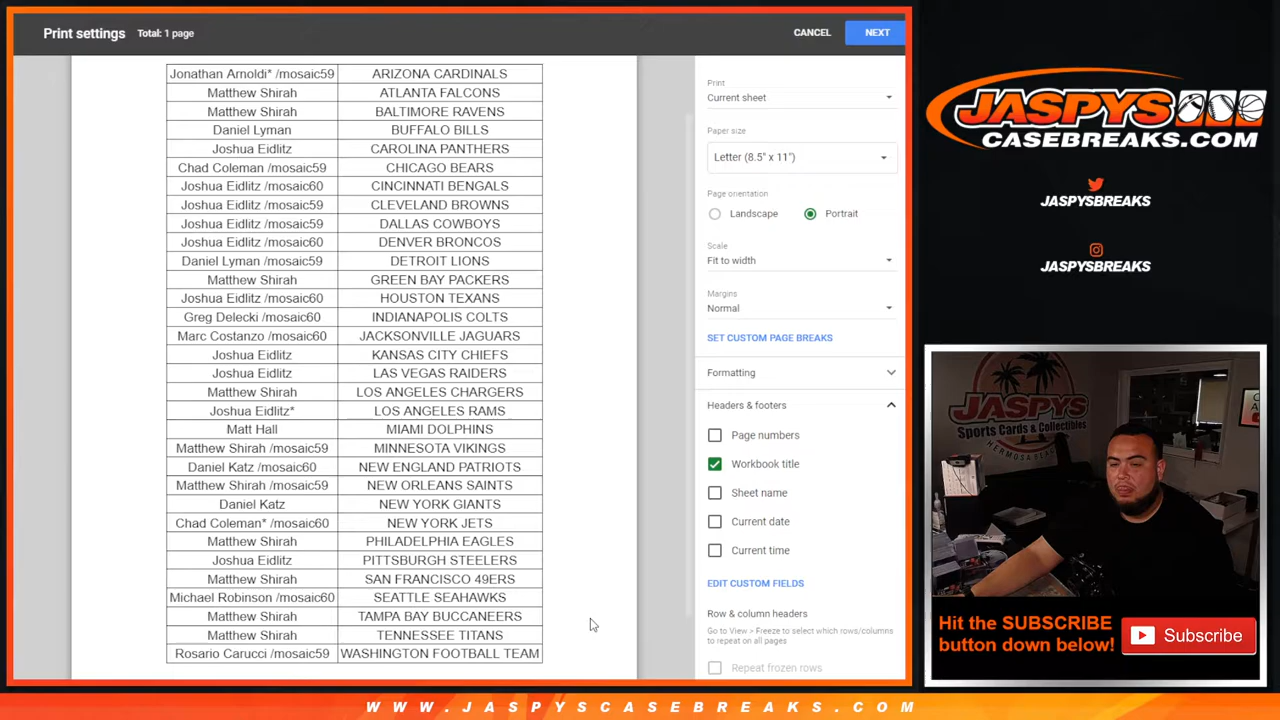 Print settings Total: 1 page CANCEL NEXT
Jonathan Arnoldi* /mosaic59 ARIZONA CARDINALS
Matthew Shirah ATLANTA FALCONS
Matthew Shirah BALTIMORE RAVENS
Daniel Lyman BUFFALO BILLS
Joshua Eidlitz CAROLINA PANTHERS
Chad Coleman /mosaic59 CHICAGO BEARS
Joshua Eidlitz /mosaic60 CINCINNATI BENGALS
Joshua Eidlitz /mosaic59 CLEVELAND BROWNS
Joshua Eidlitz /mosaic59 DALLAS COWBOYS
Joshua Eidlitz /mosaic60 DENVER BRONCOS
Daniel Lyman /mosaic59 DETROIT LIONS
Matthew Shirah GREEN BAY PACKERS
Joshua Eidlitz /mosaic60 HOUSTON TEXANS
Greg Delecki /mosaic60 INDIANAPOLIS COLTS
Marc Costanzo /mosaic60 JACKSONVILLE JAGUARS
Joshua Eidlitz KANSAS CITY CHIEFS
Joshua Eidlitz LAS VEGAS RAIDERS
Matthew Shirah LOS ANGELES CHARGERS
Joshua Eidlitz* LOS ANGELES RAMS
Matt Hall MIAMI DOLPHINS
Matthew Shirah /mosaic59 MINNESOTA VIKINGS
Daniel Katz /mosaic60 NEW ENGLAND PATRIOTS
Matthew Shirah /mosaic59 NEW ORLEANS SAINTS
Daniel Katz NEW YORK GIANTS
Chad Coleman* /mosaic60 NEW YORK JETS
Matthew Shirah PHILADELPHIA EAGLES
Joshua Eidlitz PITTSBURGH STEELERS
Matthew Shirah SAN FRANCISCO 49ERS
Michael Robinson /mosaic60 SEATTLE SEAHAWKS
Matthew Shirah TAMPA BAY BUCCANEERS
Matthew Shirah TENNESSEE TITANS
Rosario Carucci /mosaic59 WASHINGTON FOOTBALL TEAM
Print
Current sheet
Paper size
Letter (8.5" x 11")
Page orientation
Landscape Portrait
Scale
Fit to width
Margins
Normal
SET CUSTOM PAGE BREAKS
Formatting
Headers & footers
Page numbers
Workbook title
Sheet name
Current date
Current time
EDIT CUSTOM FIELDS
Row & column headers
Go to View > Freeze to select which rows/columns
to repeat on all pages
Repeat frozen rows
JASPYS
CASEBREAKS.COM
JASPYSBREAKS
JASPYSBREAKS
JASPYS
Sports Cards & Collectibles
HERMOSA BEACH
Hit the SUBSCRIBE
button down below!
Subscribe
WWW.JASPYSCASEBREAKS.COM